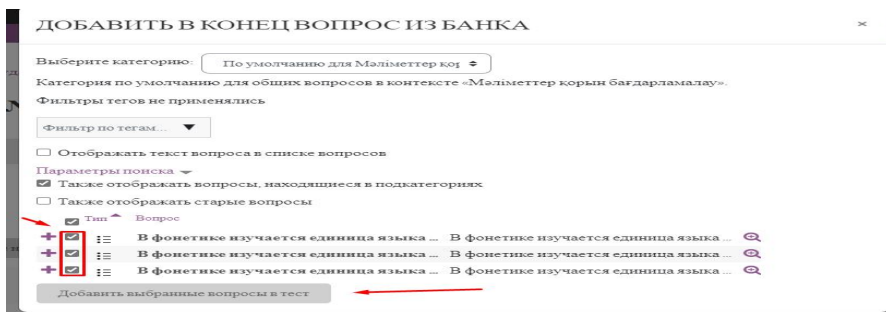 ДОБАВИТЬ В КОНЕЦ ВОПРОС ИЗ БАНКА
Выберите категорию: По умолчанию для Мәліметтер қор
Категория по умолчанию для общих вопросов в контексте «Мәліметтер қорын бағдарламалау».
Фильтры тегов не применялись
Фильтр по тегам...
Отображать текст вопроса в списке вопросов
Параметры поиска
Также отображать вопросы, находящиеся в подкатегориях
Также отображать старые вопросы
Тип Вопрос
В фонетике изучается единица языка ... В фонетике изучается единица языка ...
В фонетике изучается единица языка ... В фонетике изучается единица языка ...
В фонетике изучается единица языка ... В фонетике изучается единица языка ...
Добавить выбранные вопросы в тест